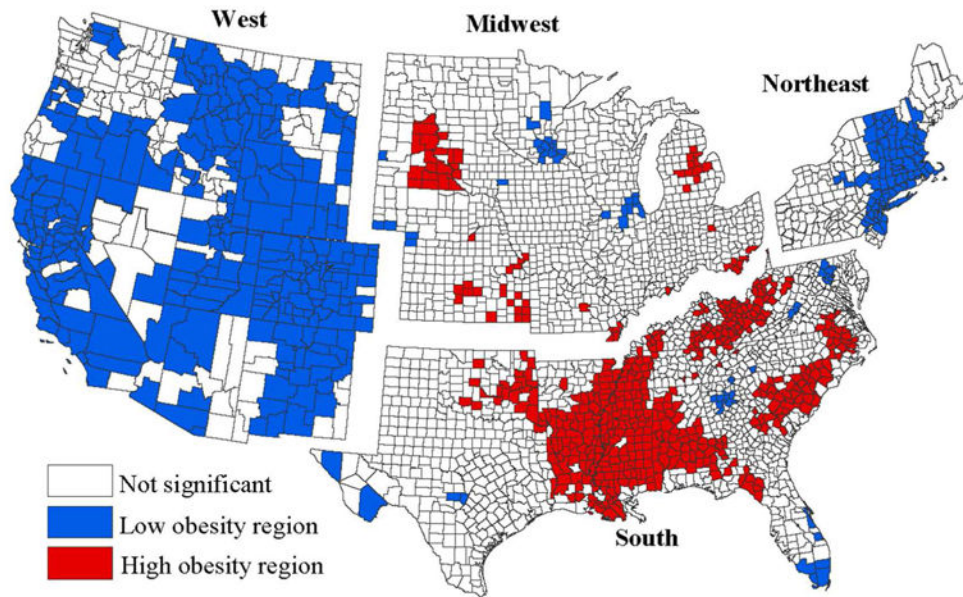 West
Midwest
Northeast
South
Not significant
Low obesity region
High obesity region